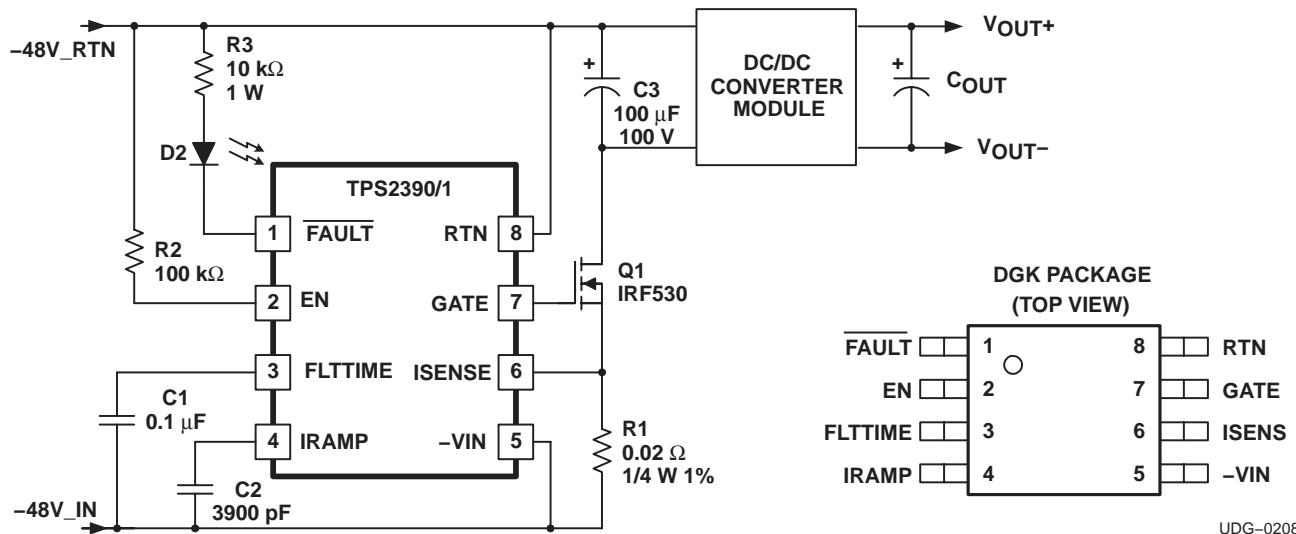 –48V_RTN
R3
10 kΩ
1 W
D2
R2
100 kΩ
C1
0.1 µF
C2
3900 pF
–48V_IN
TPS2390/1
1 FAULT
2 EN
3 FLTTIME
4 IRAMP
RTN 8
GATE 7
ISENSE 6
–VIN 5
+
C3
100 µF
100 V
Q1
IRF530
R1
0.02 Ω
1/4 W 1%
DC/DC
CONVERTER
MODULE
+
COUT
VOUT+
VOUT–
DGK PACKAGE
(TOP VIEW)
FAULT 1 8 RTN
EN 2 7 GATE
FLTTIME 3 6 ISENS
IRAMP 4 5 –VIN
UDG–0208